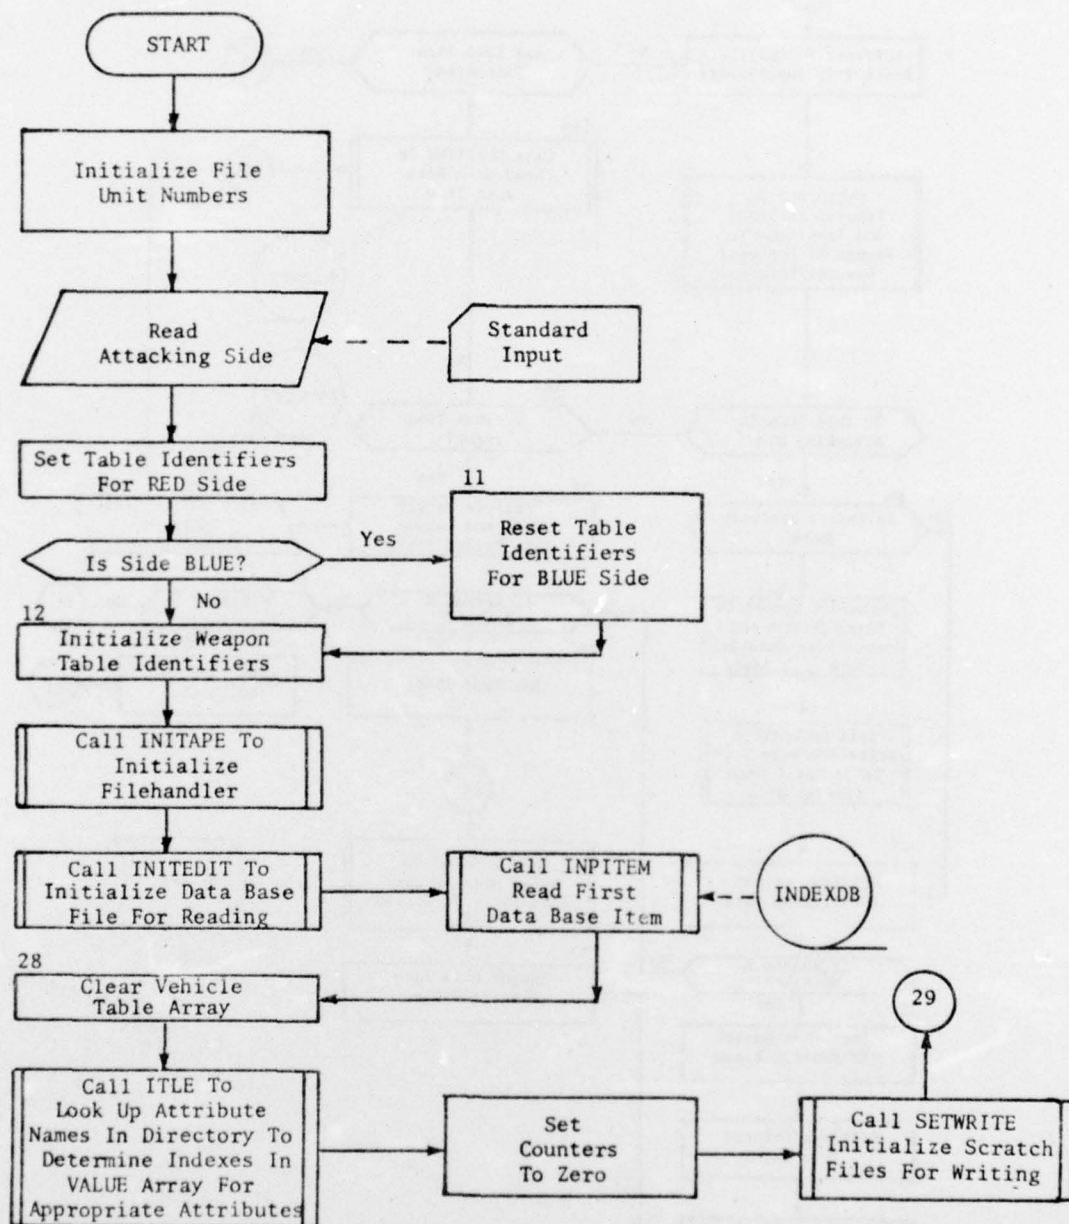 START
Initialize File
Unit Numbers
Read
Attacking Side
Standard
Input
Set Table Identifiers
For RED Side
Is Side BLUE?
Yes
No
11
Reset Table
Identifiers
For BLUE Side
12
Initialize Weapon
Table Identifiers
Call INITAPE To
Initialize
Filehandler
Call INITEDIT To
Initialize Data Base
File For Reading
Call INPITEM
Read First
Data Base Item
INDEXDB
28
Clear Vehicle
Table Array
Call ITLE To
Look Up Attribute
Names In Directory To
Determine Indexes In
VALUE Array For
Appropriate Attributes
Set
Counters
To Zero
Call SETWRITE
Initialize Scratch
Files For Writing
29